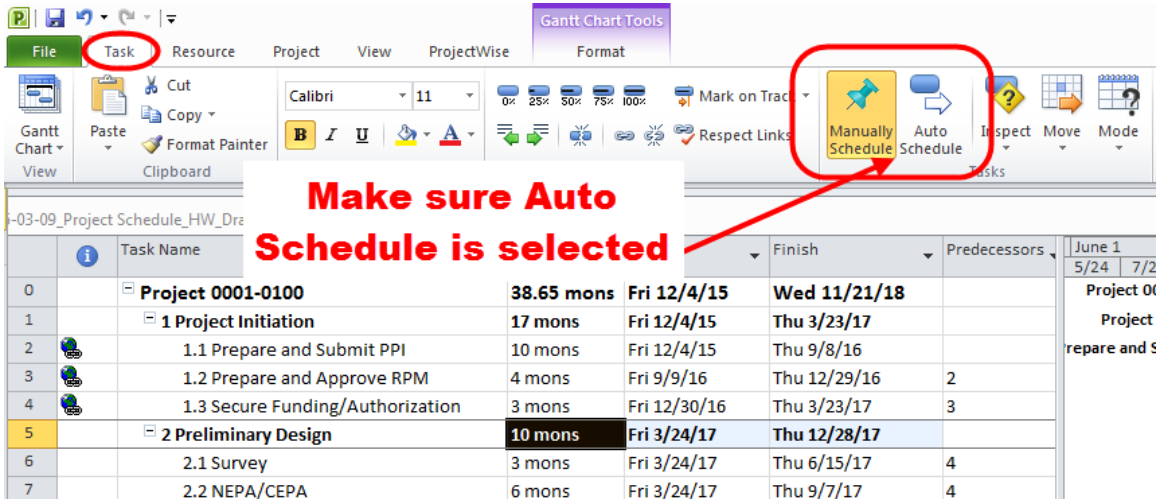 P
Gantt Chart Tools
File Task Resource Project View ProjectWise Format
Cut
Calibri 11 0% 25% 50% 75% 100% Mark on Track
Copy
Gantt Chart Paste Format Painter B I U A Respect Links Manually Schedule Auto Schedule Inspect Move Mode
View Clipboard Tasks
Make sure Auto
Schedule is selected
-03-09_Project Schedule_HW_Dra
Task Name Finish Predecessors June 1
5/24 7/2
0 Project 0001-0100 38.65 mons Fri 12/4/15 Wed 11/21/18 Project 00
1 1 Project Initiation 17 mons Fri 12/4/15 Thu 3/23/17 Project
2 1.1 Prepare and Submit PPI 10 mons Fri 12/4/15 Thu 9/8/16 repare and S
3 1.2 Prepare and Approve RPM 4 mons Fri 9/9/16 Thu 12/29/16 2
4 1.3 Secure Funding/Authorization 3 mons Fri 12/30/16 Thu 3/23/17 3
5 2 Preliminary Design 10 mons Fri 3/24/17 Thu 12/28/17
6 2.1 Survey 3 mons Fri 3/24/17 Thu 6/15/17 4
7 2.2 NEPA/CEPA 6 mons Fri 3/24/17 Thu 9/7/17 4